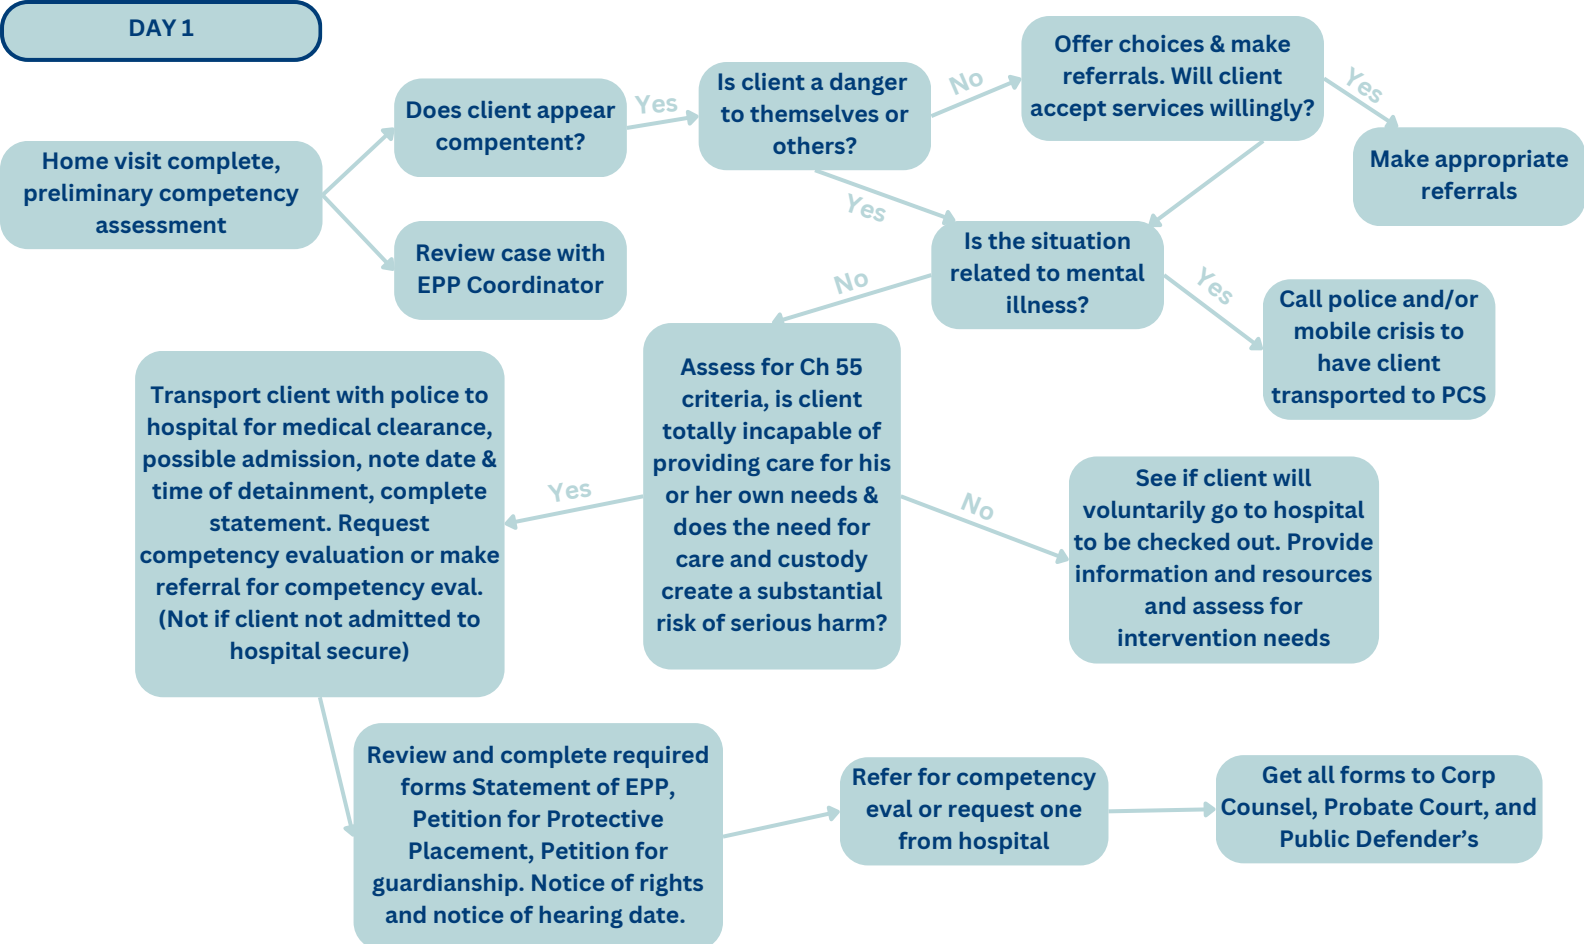 DAY 1
Home visit complete,
preliminary competency
assessment
Does client appear
compentent?
Yes
Review case with
EPP Coordinator
Is client a danger
to themselves or
others?
No
Yes
Offer choices & make
referrals. Will client
accept services willingly?
Yes
Make appropriate
referrals
Is the situation
related to mental
illness?
No
Yes
Call police and/or
mobile crisis to
have client
transported to PCS
Assess for Ch 55
criteria, is client
totally incapable of
providing care for his
or her own needs &
does the need for
care and custody
create a substantial
risk of serious harm?
Yes
No
See if client will
voluntarily go to hospital
to be checked out. Provide
information and resources
and assess for
intervention needs
Transport client with police to
hospital for medical clearance,
possible admission, note date &
time of detainment, complete
statement. Request
competency evaluation or make
referral for competency eval.
(Not if client not admitted to
hospital secure)
Review and complete required
forms Statement of EPP,
Petition for Protective
Placement, Petition for
guardianship. Notice of rights
and notice of hearing date.
Refer for competency
eval or request one
from hospital
Get all forms to Corp
Counsel, Probate Court, and
Public Defender’s